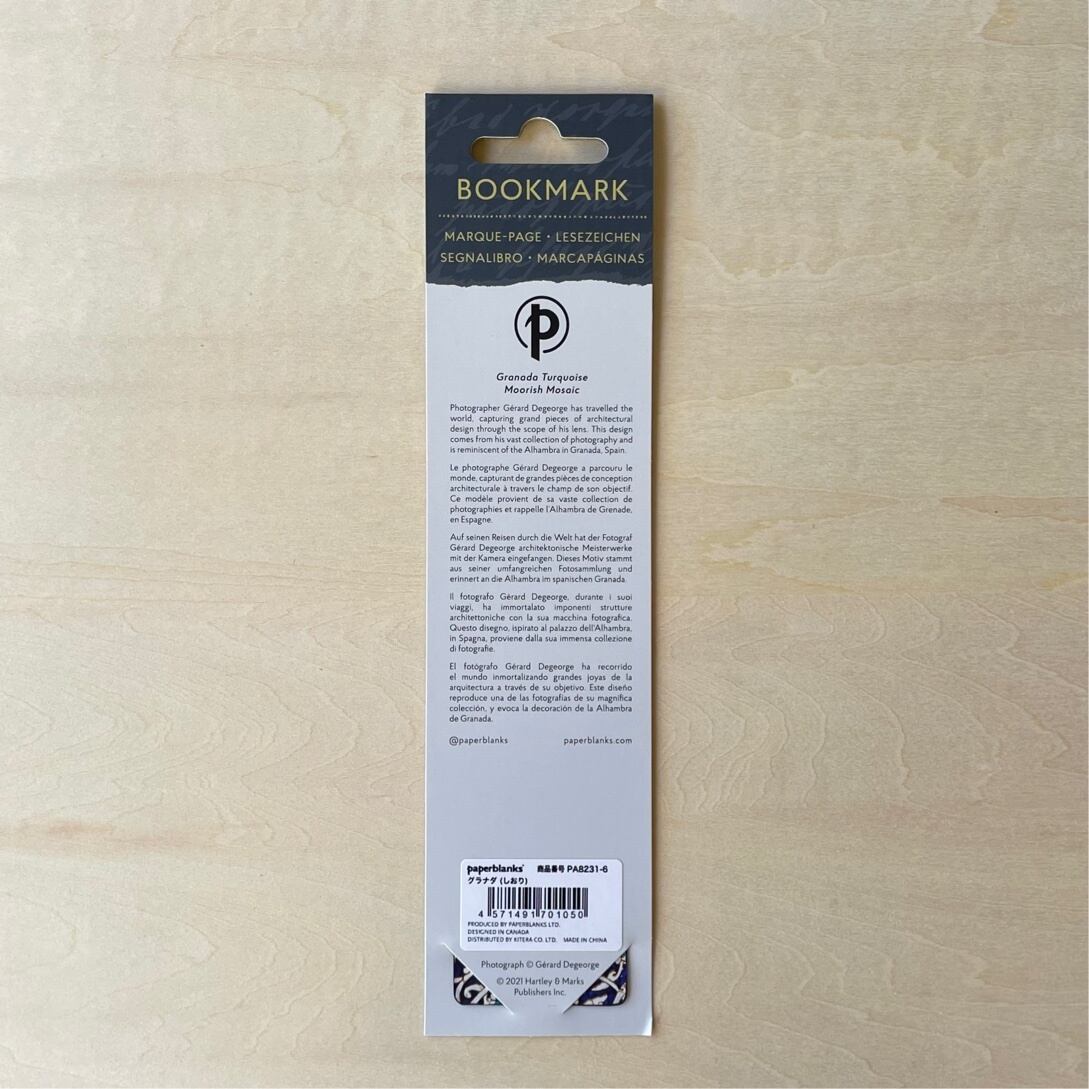 BOOKMARK
MARQUE-PAGE • LESEZEICHEN
SEGNALIBRO • MARCAPÁGINAS
Granada Turquoise
Moorish Mosaic
Photographer Gérard Degeorge has travelled the
world, capturing grand pieces of architectural
design through the scope of his lens. This design
comes from his vast collection of photography and
is reminiscent of the Alhambra in Granada, Spain.
Le photographe Gérard Degeorge a parcouru le
monde, capturant de grandes pièces de conception
architecturale à travers le champ de son objectif.
Ce modèle provient de sa vaste collection de
photographies et rappelle l'Alhambra de Grenade,
en Espagne.
Auf seinen Reisen durch die Welt hat der Fotograf
Gérard Degeorge architektonische Meisterwerke
mit der Kamera eingefangen. Dieses Motiv stammt
aus seiner umfangreichen Fotosammlung und
erinnert an die Alhambra im spanischen Granada.
Il fotografo Gérard Degeorge, durante i suoi
viaggi, ha immortalato imponenti strutture
architettoniche con la sua macchina fotografica.
Questo disegno, ispirato al palazzo dell'Alhambra,
in Spagna, proviene dalla sua immensa collezione
di fotografie.
El fotógrafo Gérard Degeorge ha recorrido
el mundo inmortalizando grandes joyas de la
arquitectura a través de su objetivo. Este diseño
reproduce una de las fotografías de su magnífica
colección, y evoca la decoración de la Alhambra
de Granada.
@paperblanks paperblanks.com
paperblanks 商品番号 PA8231-6
グラナダ (しおり)
4 571491 701050
PRODUCED BY PAPERBLANKS LTD.
DESIGNED IN CANADA
DISTRIBUTED BY KITERA CO. LTD. MADE IN CHINA
Photograph © Gérard Degeorge
© 2021 Hartley & Marks
Publishers Inc.